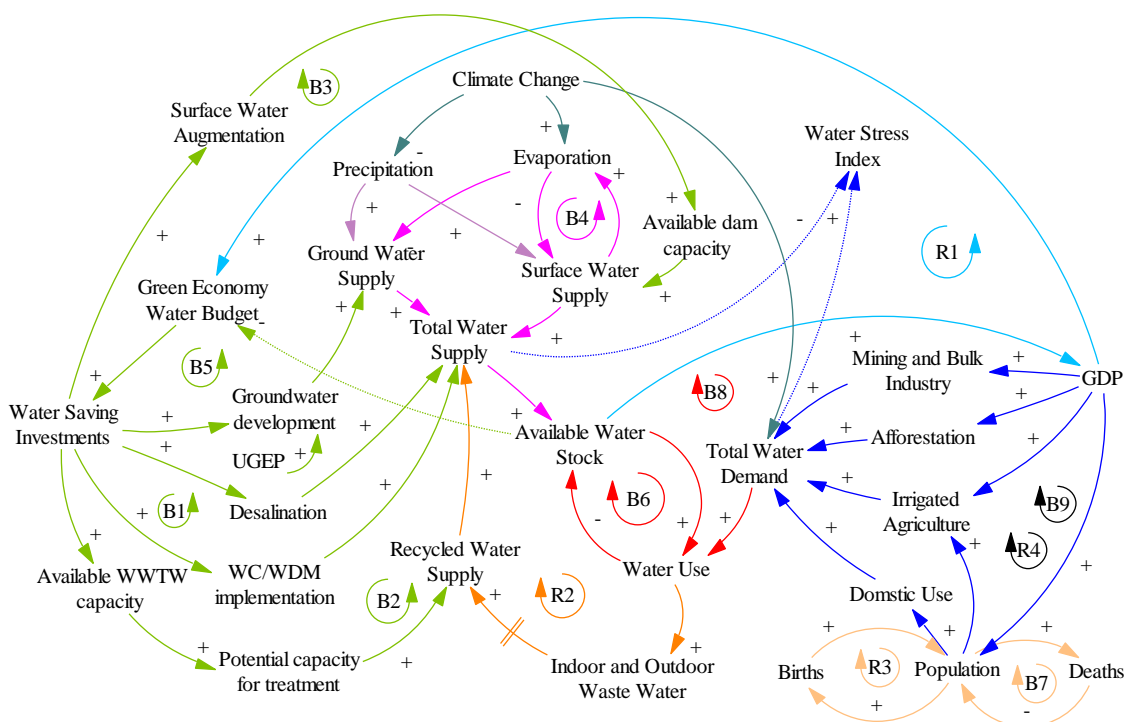 B3
Climate Change
Surface Water
Augmentation
Water Stress
Index
+
-
Precipitation
Evaporation
+
-
+
B4
+
Available dam
capacity
-
+
+
+
R1
Ground Water
Supply
-
Surface Water
Supply
+
Green Economy
Water Budget
-
+
+
Total Water
Supply
+
+
Mining and Bulk
Industry
+
GDP
B5
B8
+
+
+
Water Saving
Investments
+
Groundwater
development
+
+
Available Water
Stock
Total Water
Demand
+
Afforestation
+
+
UGEP
+
+
+
+
B1
Desalination
+
B6
Irrigated
Agriculture
B9
+
+
-
+
+
+
R4
Available WWTW
capacity
WC/WDM
implementation
Recycled Water
Supply
Water Use
+
B2
+
R2
Domstic Use
+
+
Potential capacity
for treatment
+
+
Indoor and Outdoor
Waste Water
+
+
Births
R3
Population
B7
Deaths
+
-